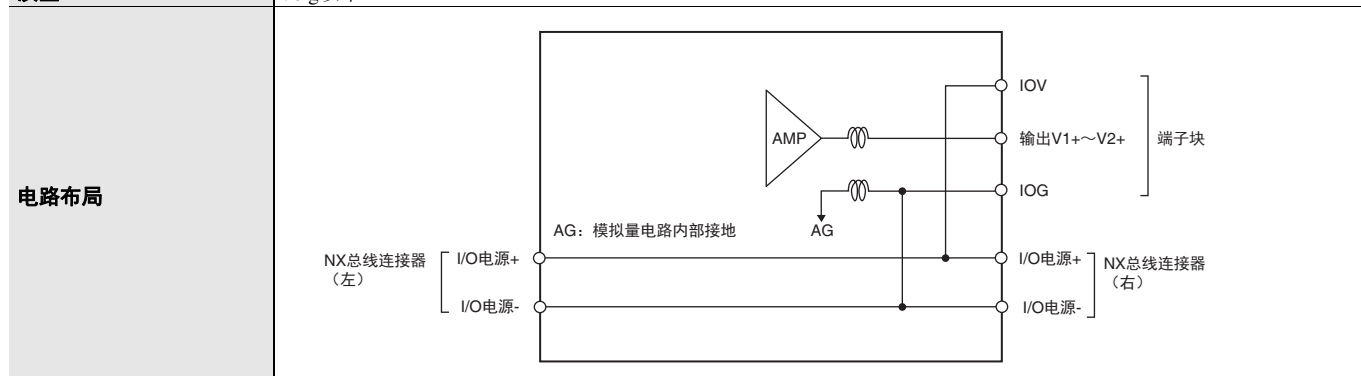 电路布局
IOV
AMP
输出V1+～V2+
端子块
IOG
AG：模拟量电路内部接地
AG
NX总线连接器
（左）
I/O电源+
I/O电源+
NX总线连接器
（右）
I/O电源-
I/O电源-